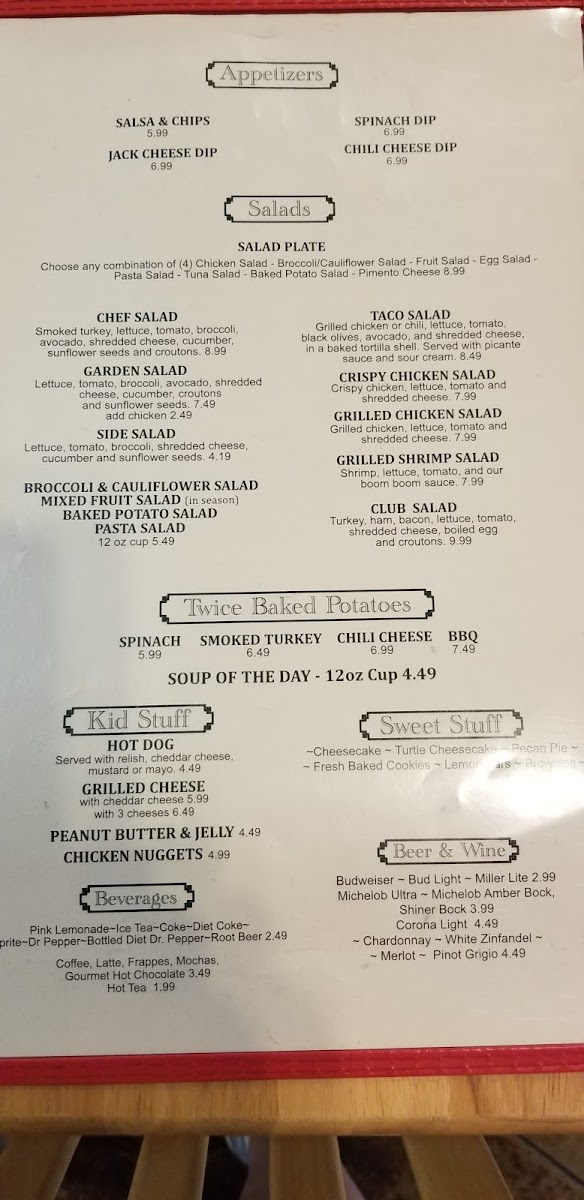 Appetizers
SALSA & CHIPS
5.99
JACK CHEESE DIP
6.99
SPINACH DIP
6.99
CHILI CHEESE DIP
6.99
Salads
SALAD PLATE
Choose any combination of (4) Chicken Salad - Broccoli/Cauliflower Salad - Fruit Salad - Egg Salad -
Pasta Salad - Tuna Salad - Baked Potato Salad - Pimento Cheese 8.99
CHEF SALAD
Smoked turkey, lettuce, tomato, broccoli,
avocado, shredded cheese, cucumber,
sunflower seeds and croutons. 8.99
GARDEN SALAD
Lettuce, tomato, broccoli, avocado, shredded
cheese, cucumber, croutons
and sunflower seeds. 7.49
add chicken 2.49
SIDE SALAD
Lettuce, tomato, broccoli, shredded cheese,
cucumber and sunflower seeds. 4.19
BROCCOLI & CAULIFLOWER SALAD
MIXED FRUIT SALAD (in season)
BAKED POTATO SALAD
PASTA SALAD
12 oz cup 5.49
TACO SALAD
Grilled chicken or chili, lettuce, tomato,
black olives, avocado, and shredded cheese,
in a baked tortilla shell. Served with picante
sauce and sour cream. 8.49
CRISPY CHICKEN SALAD
Crispy chicken, lettuce, tomato and
shredded cheese. 7.99
GRILLED CHICKEN SALAD
Grilled chicken, lettuce, tomato and
shredded cheese. 7.99
GRILLED SHRIMP SALAD
Shrimp, lettuce, tomato, and our
boom boom sauce. 7.99
CLUB SALAD
Turkey, ham, bacon, lettuce, tomato,
shredded cheese, boiled egg
and croutons. 9.99
Twice Baked Potatoes
SPINACH SMOKED TURKEY CHILI CHEESE BBQ
5.99 6.49 6.99 7.49
SOUP OF THE DAY - 12oz Cup 4.49
Kid Stuff
HOT DOG
Served with relish, cheddar cheese,
mustard or mayo. 4.49
GRILLED CHEESE
with cheddar cheese 5.99
with 3 cheeses 6.49
PEANUT BUTTER & JELLY 4.49
CHICKEN NUGGETS 4.99
Beverages
Pink Lemonade~Ice Tea~Coke~Diet Coke~
prite~Dr Pepper~Bottled Diet Dr. Pepper~Root Beer 2.49
Coffee, Latte, Frappes, Mochas,
Gourmet Hot Chocolate 3.49
Hot Tea 1.99
Sweet Stuff
~Cheesecake ~ Turtle Cheesecake ~ Pecan Pie ~
~ Fresh Baked Cookies ~ Lemon Bars ~ Brownies ~
Beer & Wine
Budweiser ~ Bud Light ~ Miller Lite 2.99
Michelob Ultra ~ Michelob Amber Bock,
Shiner Bock 3.99
Corona Light 4.49
~ Chardonnay ~ White Zinfandel ~
~ Merlot ~ Pinot Grigio 4.49